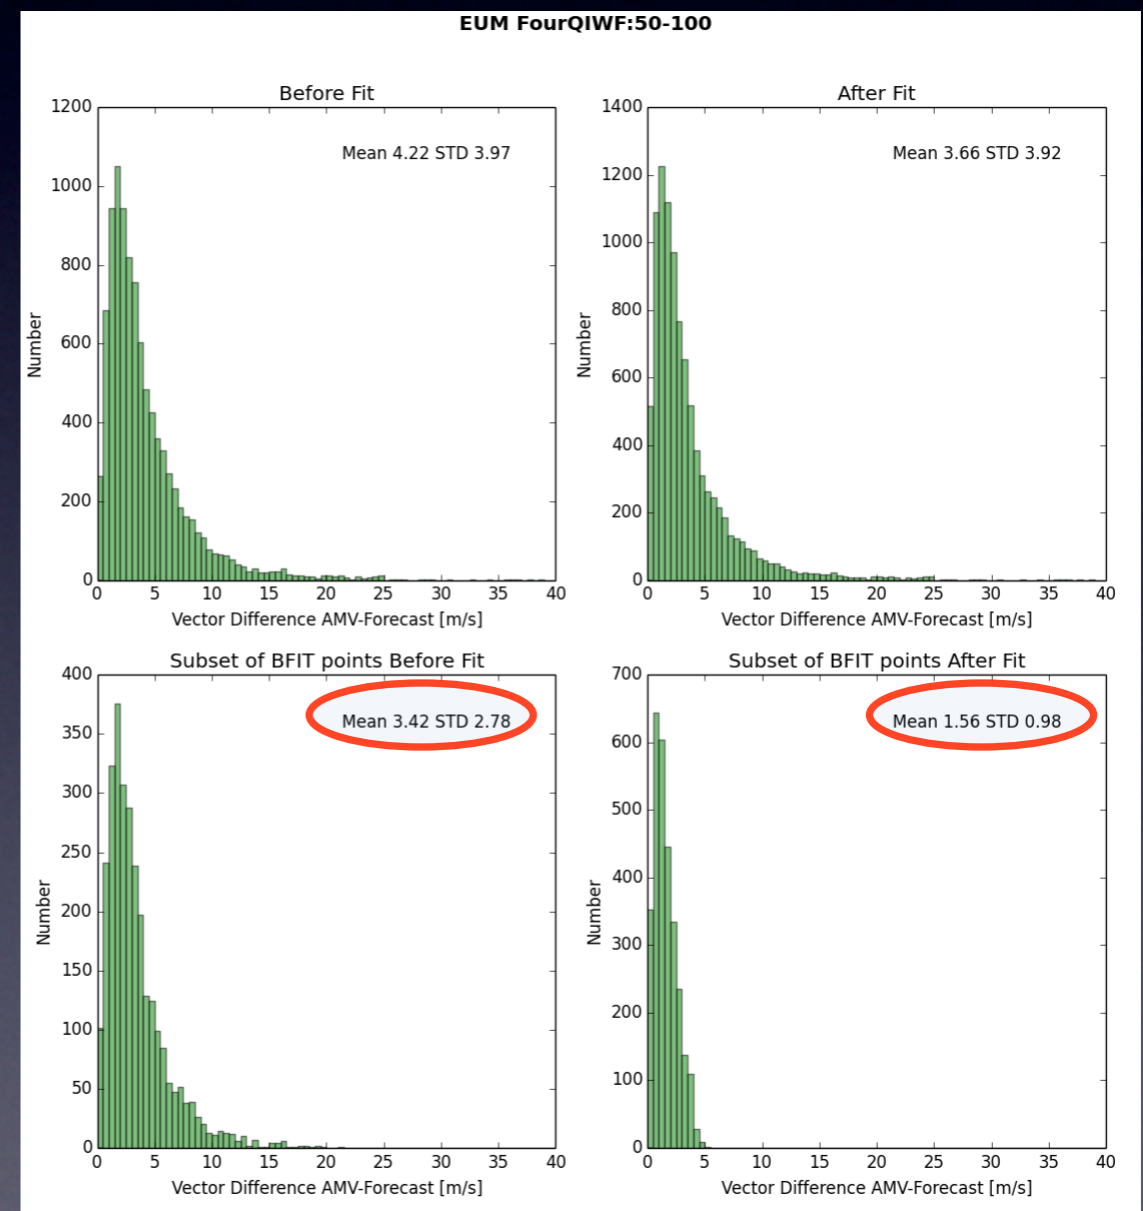 EUM FourQIWF:50-100
Before Fit
Mean 4.22 STD 3.97
1200
1000
800
600
400
200
0
Number
0 5 10 15 20 25 30 35 40
Vector Difference AMV-Forecast [m/s]
After Fit
Mean 3.66 STD 3.92
1400
1200
1000
800
600
400
200
0
Number
0 5 10 15 20 25 30 35 40
Vector Difference AMV-Forecast [m/s]
Subset of BFIT points Before Fit
Mean 3.42 STD 2.78
400
350
300
250
200
150
100
50
0
Number
0 5 10 15 20 25 30 35 40
Vector Difference AMV-Forecast [m/s]
Subset of BFIT points After Fit
Mean 1.56 STD 0.98
700
600
500
400
300
200
100
0
Number
0 5 10 15 20 25 30 35 40
Vector Difference AMV-Forecast [m/s]